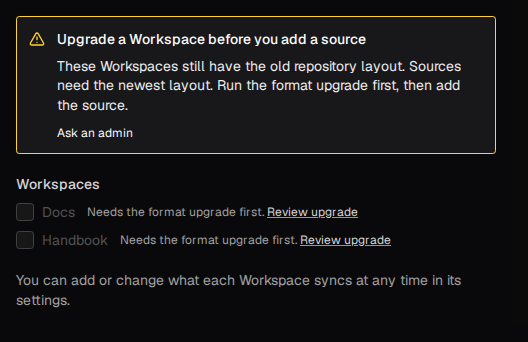 Upgrade a Workspace before you add a source
These Workspaces still have the old repository layout. Sources
need the newest layout. Run the format upgrade first, then add
the source.
Ask an admin
Workspaces
Docs Needs the format upgrade first. Review upgrade
Handbook Needs the format upgrade first. Review upgrade
You can add or change what each Workspace syncs at any time in its
settings.